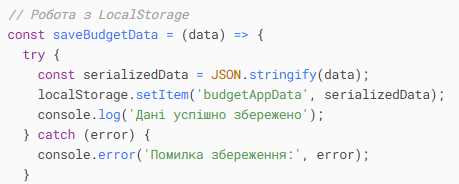 // Робота з LocalStorage
const saveBudgetData = (data) => {
  try {
    const serializedData = JSON.stringify(data);
    localStorage.setItem('budgetAppData', serializedData);
    console.log('Дані успішно збережено');
  } catch (error) {
    console.error('Помилка збереження:', error);
  }